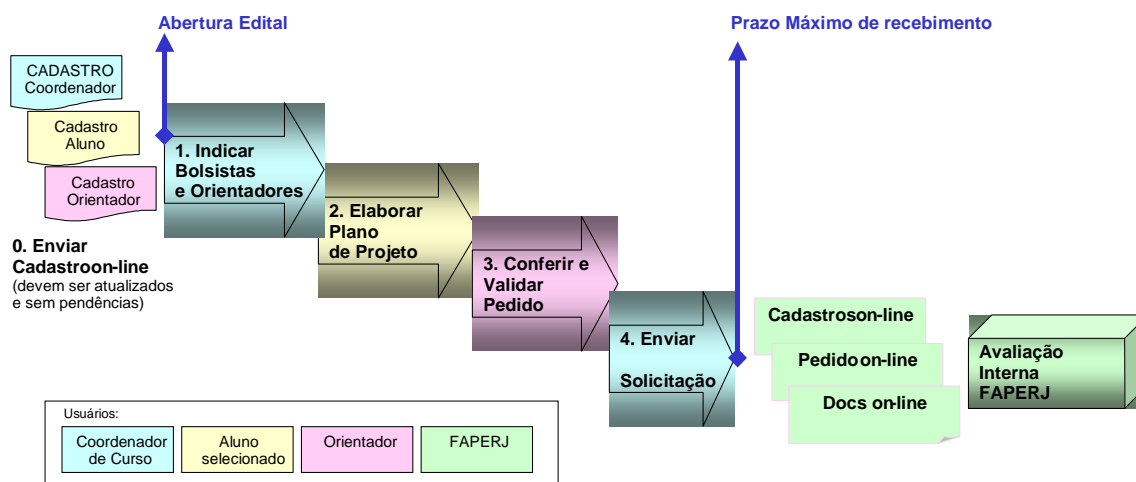 Abertura Edital
Prazo Máximo de recebimento
CADASTRO
Coordenador
Cadastro
Aluno
Cadastro
Orientador
0. Enviar
Cadastroon-line
(devem ser atualizados
e sem pendências)
1. Indicar
Bolsistas
e Orientadores
2. Elaborar
Plano
de Projeto
3. Conferir e
Validar
Pedido
4. Enviar
Solicitação
Cadastroson-line
Pedidoon-line
Docs on-line
Avaliação
Interna
FAPERJ
Usuários:
Coordenador
de Curso
Aluno
selecionado
Orientador
FAPERJ